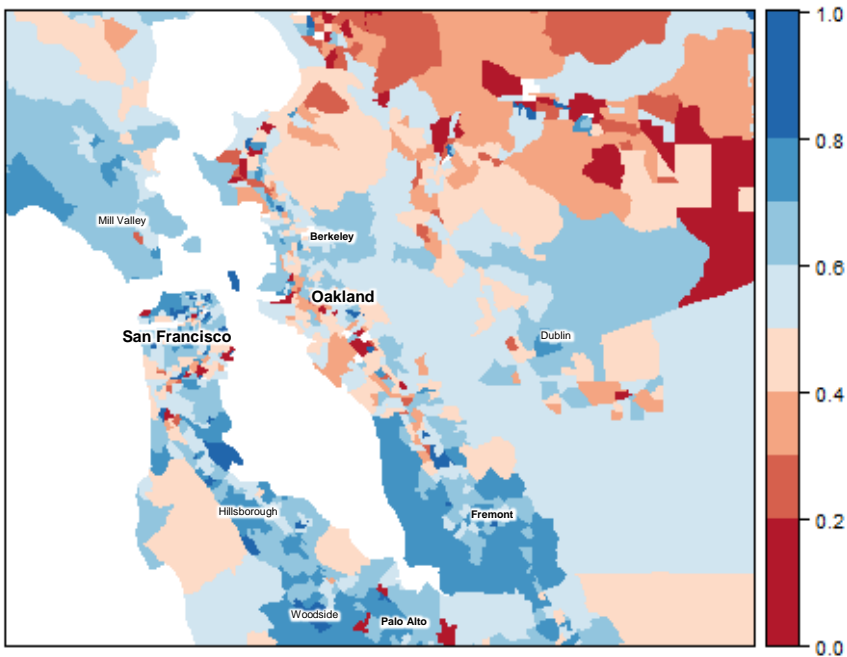 1.0
0.8
Mill Valley
Berkeley
0.6
Oakland
San Francisco
Dublin
0.4
0.2
Hillsborough
Fremont
Woodside
Palo Alto
0.0